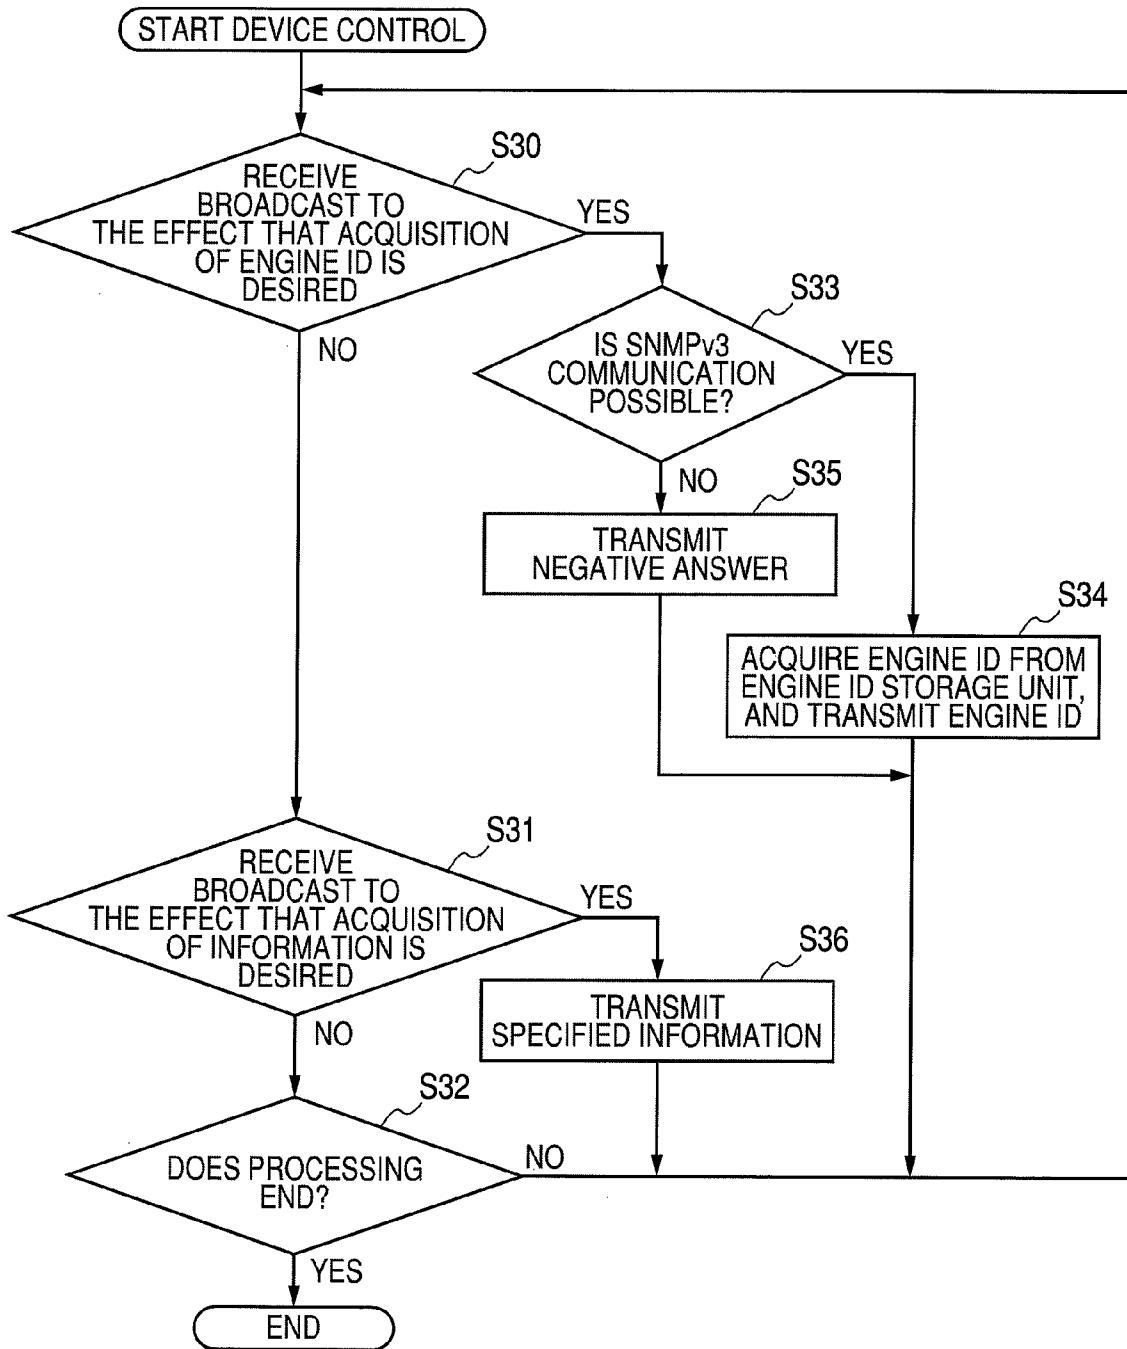 START DEVICE CONTROL
S30
RECEIVE
BROADCAST TO
THE EFFECT THAT ACQUISITION
OF ENGINE ID IS
DESIRED
YES
NO
S33
IS SNMPv3
COMMUNICATION
POSSIBLE?
YES
NO
S35
TRANSMIT
NEGATIVE ANSWER
S34
ACQUIRE ENGINE ID FROM
ENGINE ID STORAGE UNIT,
AND TRANSMIT ENGINE ID
S31
RECEIVE
BROADCAST TO
THE EFFECT THAT ACQUISITION
OF INFORMATION IS
DESIRED
YES
NO
S36
TRANSMIT
SPECIFIED INFORMATION
S32
DOES PROCESSING
END?
NO
YES
END